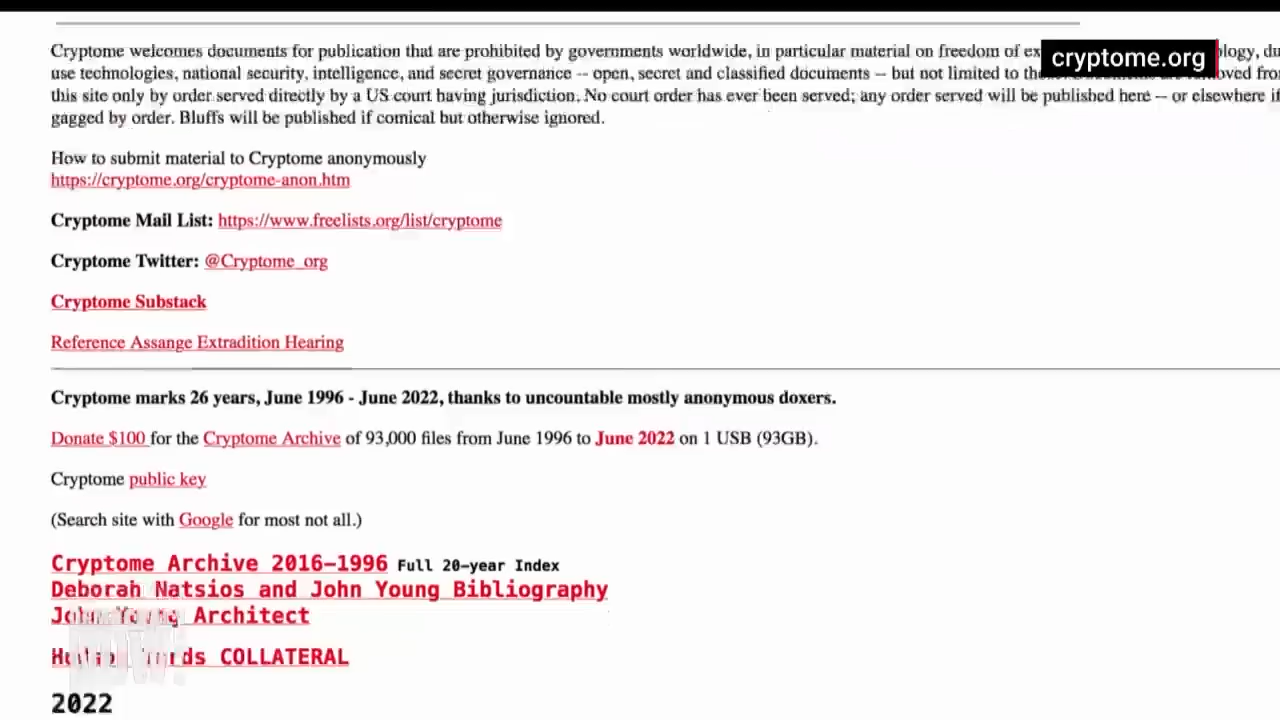 Cryptome welcomes documents for publication that are prohibited by governments worldwide, in particular material on freedom of
cryptome.org
use technologies, national security, intelligence, and secret governance -- open, secret and classified documents -- but not limited to
this site only by order served directly by a US court having jurisdiction. No court order has ever been served; any order served will be published here -- or elsewhere if
gagged by order. Bluffs will be published if comical but otherwise ignored.
How to submit material to Cryptome anonymously
https://cryptome.org/cryptome-anon.htm
Cryptome Mail List: https://www.freelists.org/list/cryptome
Cryptome Twitter: @Cryptome_org
Cryptome Substack
Reference Assange Extradition Hearing
Cryptome marks 26 years, June 1996 - June 2022, thanks to uncountable mostly anonymous doxers.
Donate $100 for the Cryptome Archive of 93,000 files from June 1996 to June 2022 on 1 USB (93GB).
Cryptome public key
(Search site with Google for most not all.)
Cryptome Archive 2016-1996 Full 20-year Index
Deborah Natsios and John Young Bibliography
John Young Architect
COLLATERAL
2022